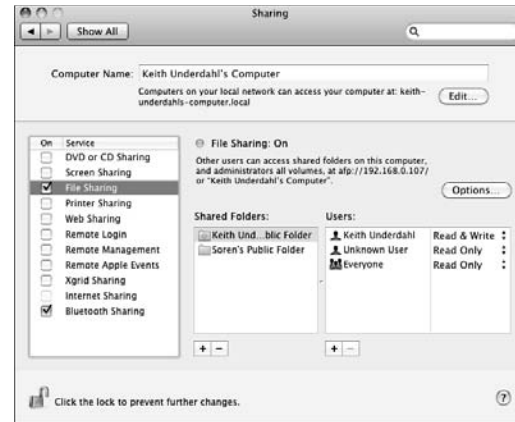 Sharing
Show All
Computer Name: Keith Underdahl's Computer
Computers on your local network can access your computer at: keith-
underdahls-computer.local
Edit...
On Service
DVD or CD Sharing
Screen Sharing
File Sharing
Printer Sharing
Web Sharing
Remote Login
Remote Management
Remote Apple Events
Xgrid Sharing
Internet Sharing
Bluetooth Sharing
File Sharing: On
Other users can access shared folders on this computer,
and administrators all volumes, at afp://192.168.0.107/
or "Keith Underdahl's Computer".
Options...
Shared Folders:
Keith Und...blic Folder
Soren's Public Folder
Users:
Keith Underdahl Read & Write
Unknown User Read Only
Everyone Read Only
+ −
+ −
Click the lock to prevent further changes.
?